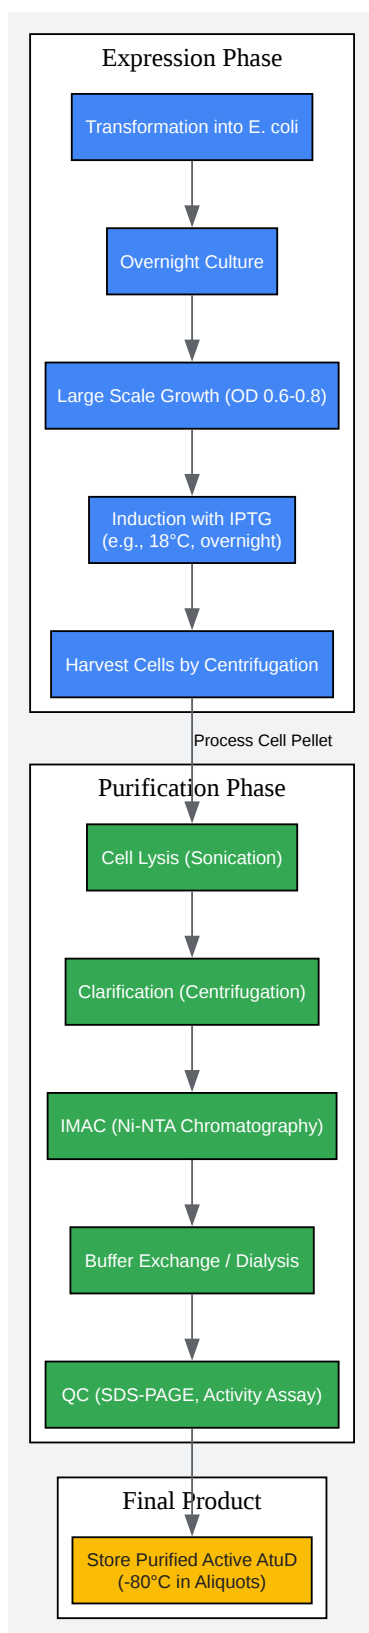 Expression Phase
Transformation into E. coli
Overnight Culture
Large Scale Growth (OD 0.6-0.8)
Induction with IPTG
(e.g., 18°C, overnight)
Harvest Cells by Centrifugation
Process Cell Pellet
Purification Phase
Cell Lysis (Sonication)
Clarification (Centrifugation)
IMAC (Ni-NTA Chromatography)
Buffer Exchange / Dialysis
QC (SDS-PAGE, Activity Assay)
Final Product
Store Purified Active AtuD
(-80°C in Aliquots)